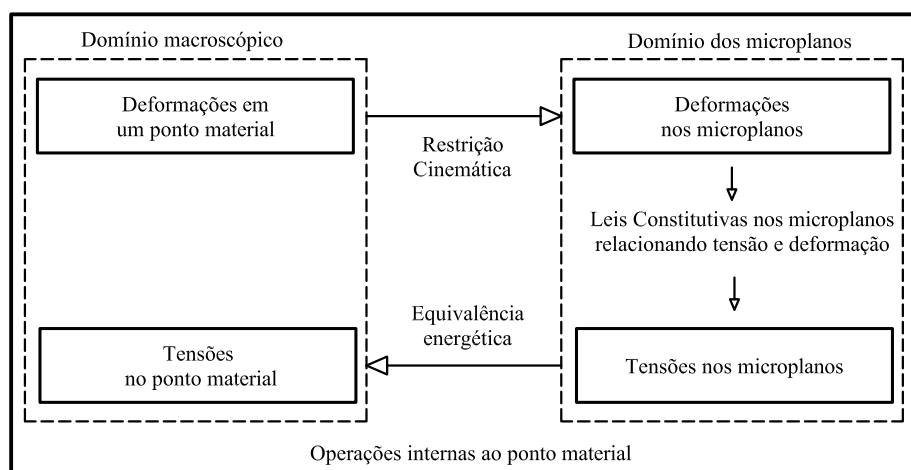 Domínio macroscópico
Domínio dos microplanos
Deformações em
um ponto material
Restrição
Cinemática
Deformações
nos microplanos
Leis Constitutivas nos microplanos
relacionando tensão e deformação
Equivalência
energética
Tensões
no ponto material
Tensões nos microplanos
Operações internas ao ponto material